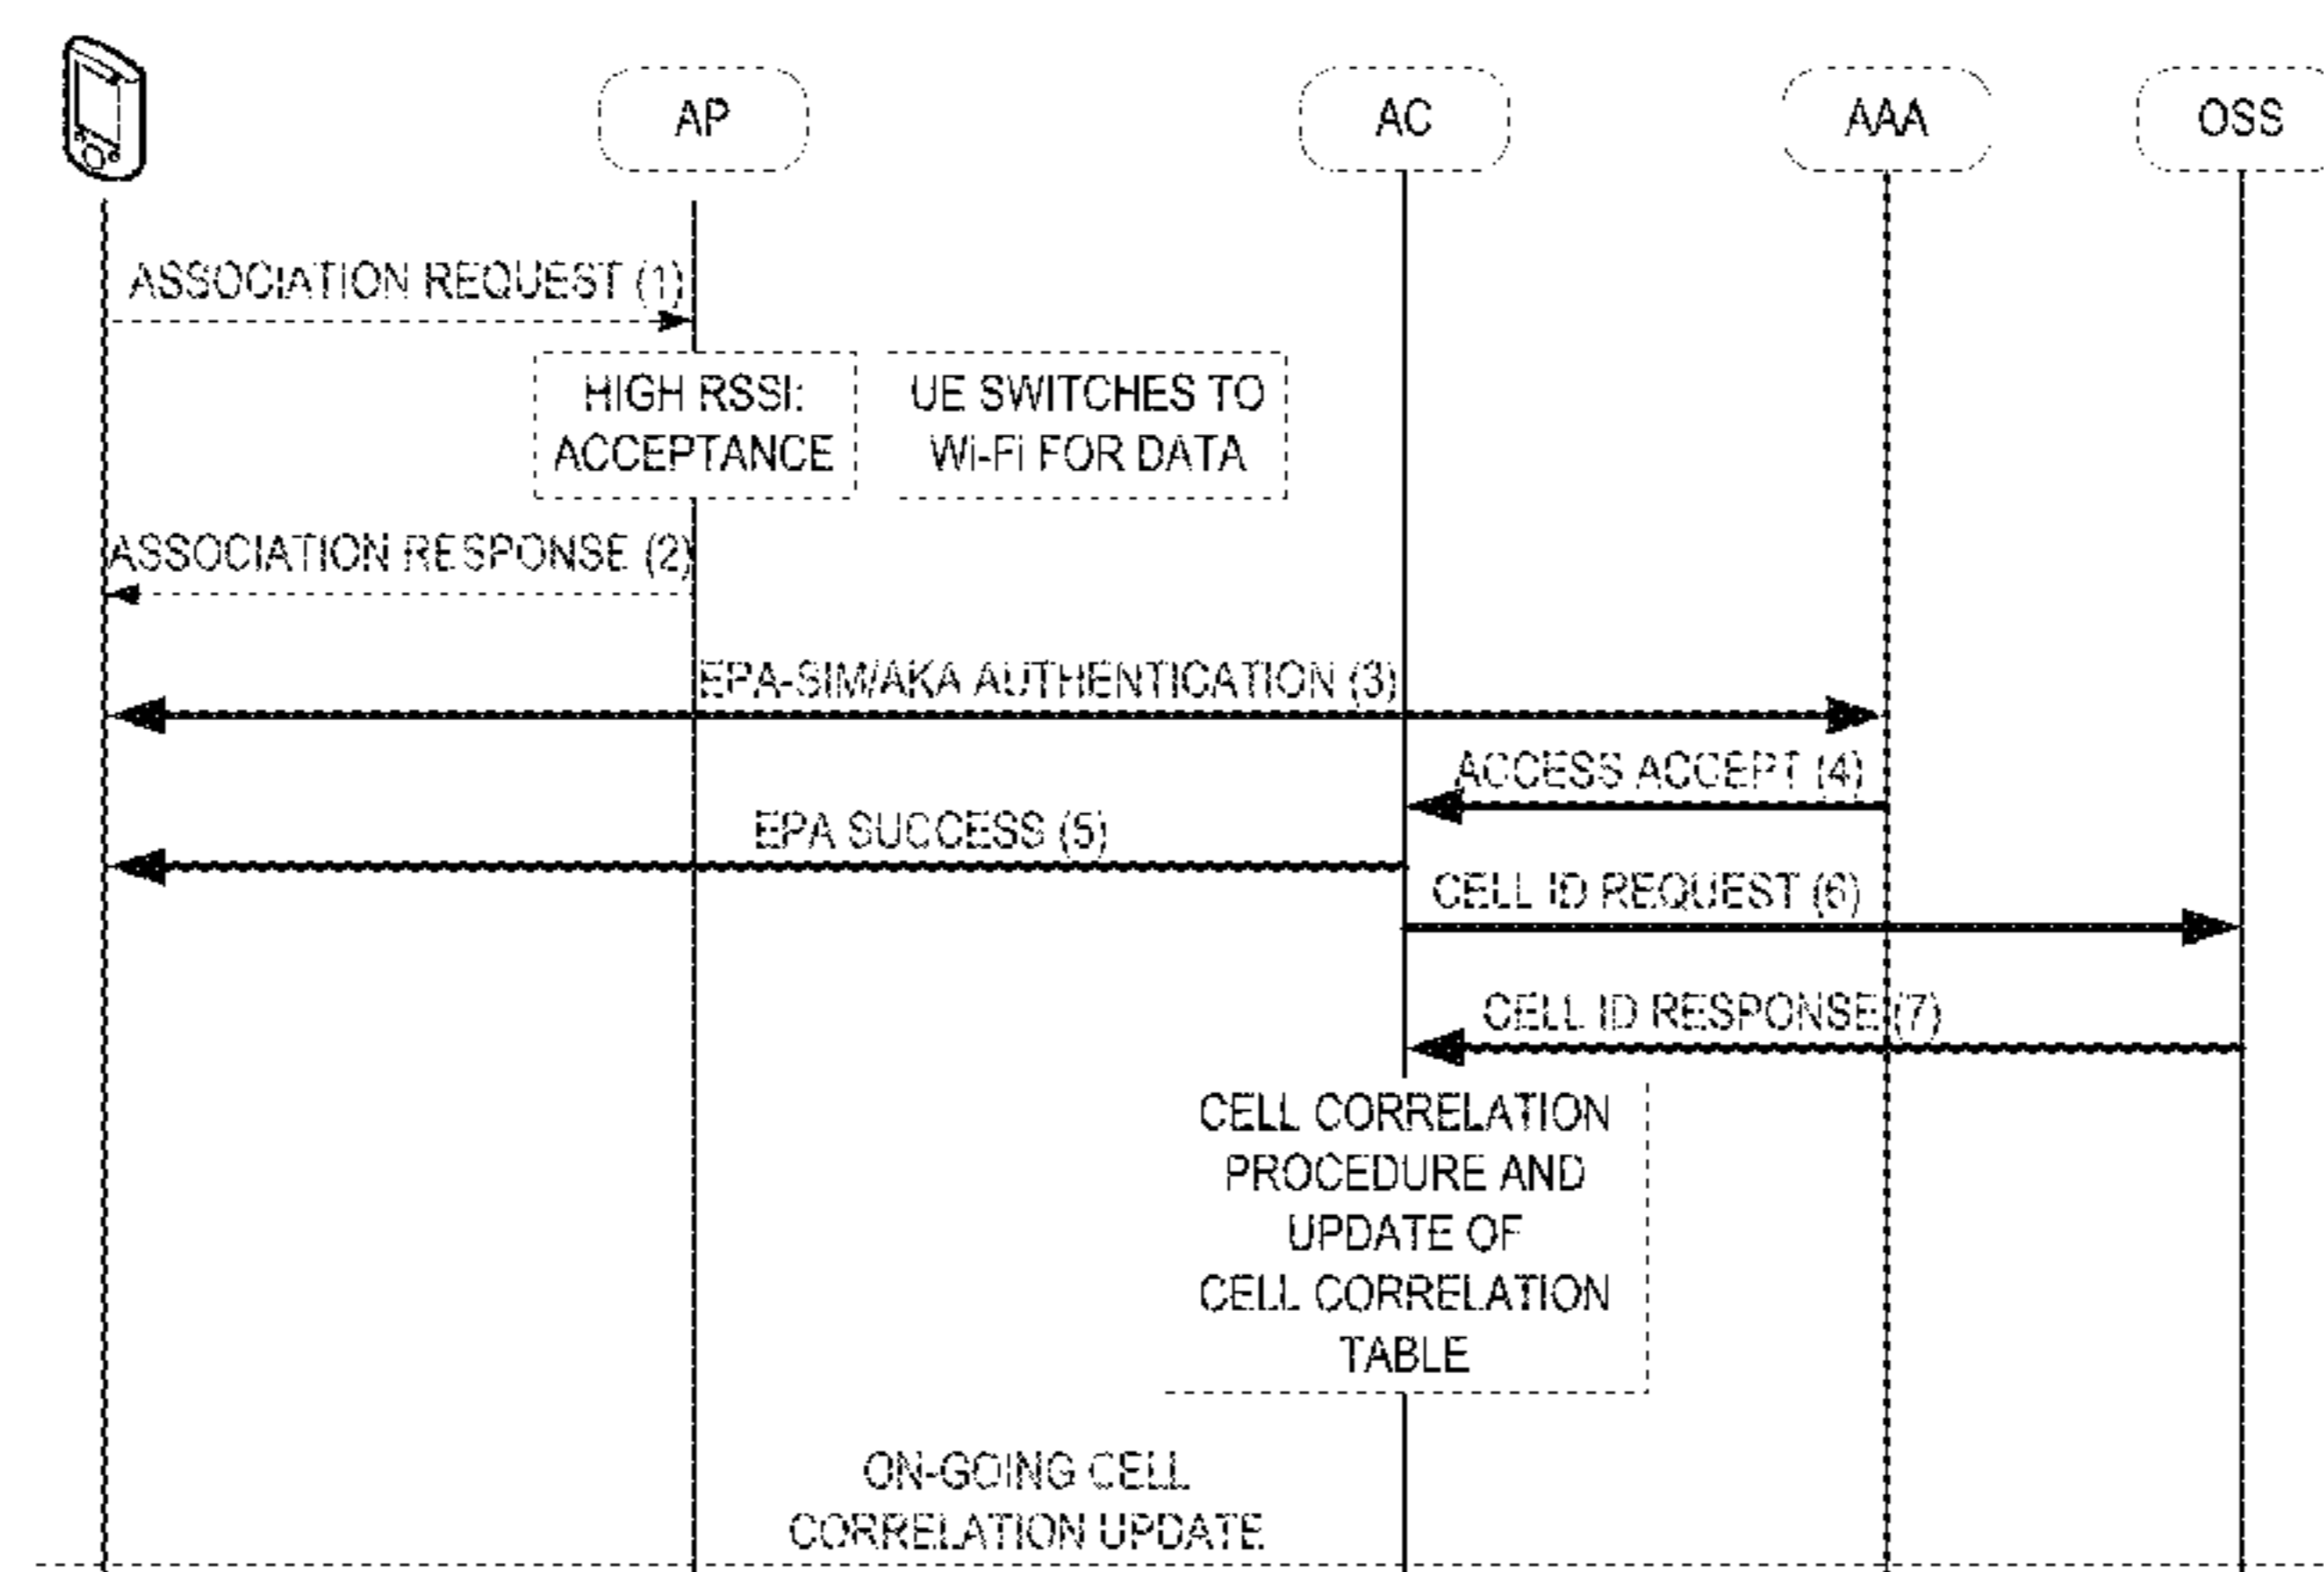 AP
AC
AAA
OSS
ASSOCIATION REQUEST (1)
HIGH RSSI:
ACCEPTANCE
UE SWITCHES TO
Wi-Fi FOR DATA
ASSOCIATION RESPONSE (2)
EPA-SIM/AKA AUTHENTICATION (3)
ACCESS ACCEPT (4)
EPA SUCCESS (5)
CELL ID REQUEST (6)
CELL ID RESPONSE (7)
CELL CORRELATION
PROCEDURE AND
UPDATE OF
CELL CORRELATION
TABLE
ON-GOING CELL
CORRELATION UPDATE